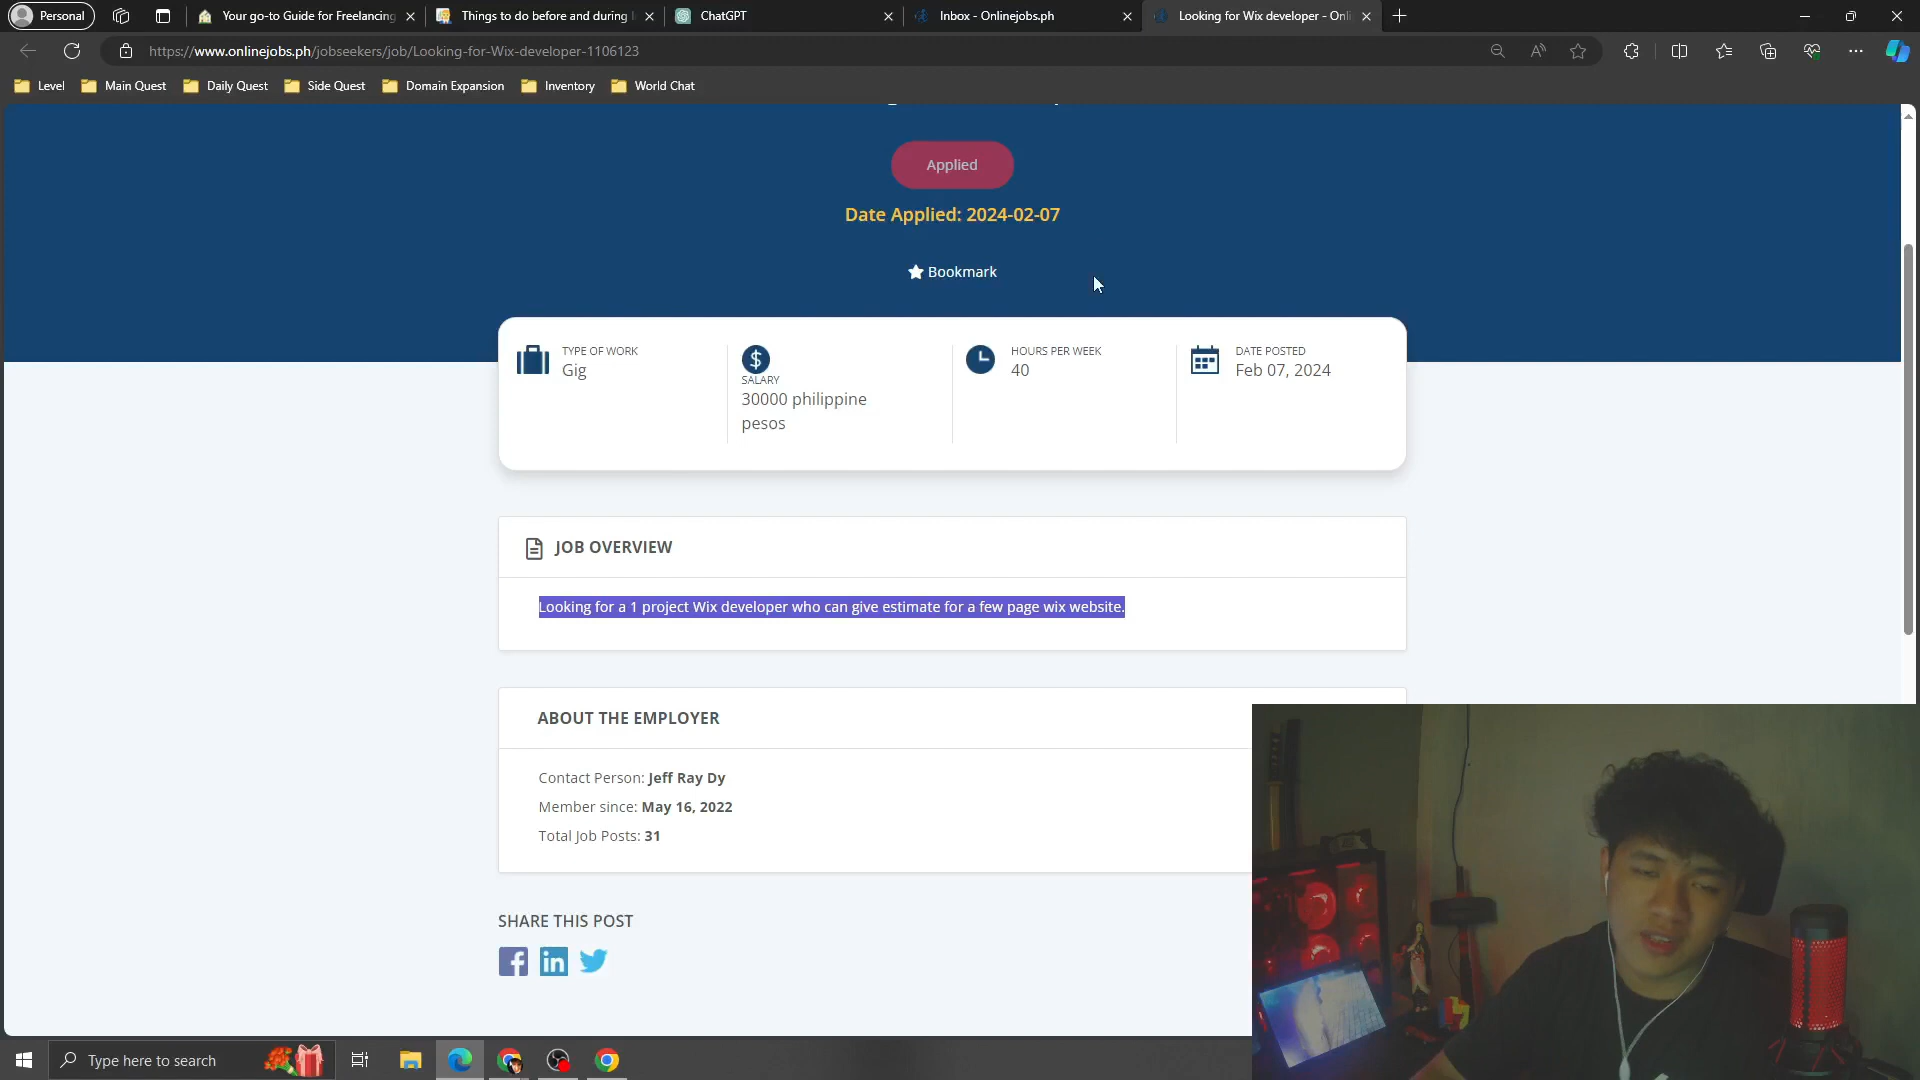 Personal
Your go-to Guide for Freelancing
Things to do before and during
ChatGPT
Inbox - Onlinejobs.ph
Looking for Wix developer - Onl
https://www.onlinejobs.ph/jobseekers/job/Looking-for-Wix-developer-1106123
Level
Main Quest
Daily Quest
Side Quest
Domain Expansion
Inventory
World Chat
Applied
Date Applied: 2024-02-07
Bookmark
TYPE OF WORK
Gig
SALARY
30000 philippine
pesos
HOURS PER WEEK
40
DATE POSTED
Feb 07, 2024
JOB OVERVIEW
Looking for a 1 project Wix developer who can give estimate for a few page wix website.
ABOUT THE EMPLOYER
Contact Person: Jeff Ray Dy
Member since: May 16, 2022
Total Job Posts: 31
SHARE THIS POST
Type here to search